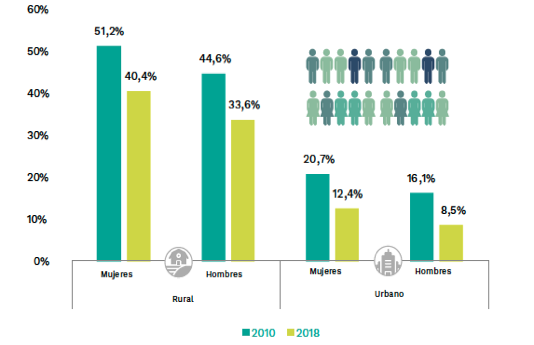 60%
50%
40%
30%
20%
10%
0%
51,2%
40,4%
44,6%
33,6%
20,7%
12,4%
16,1%
8,5%
Mujeres
Hombres
Mujeres
Hombres
Rural
Urbano
2010
2018